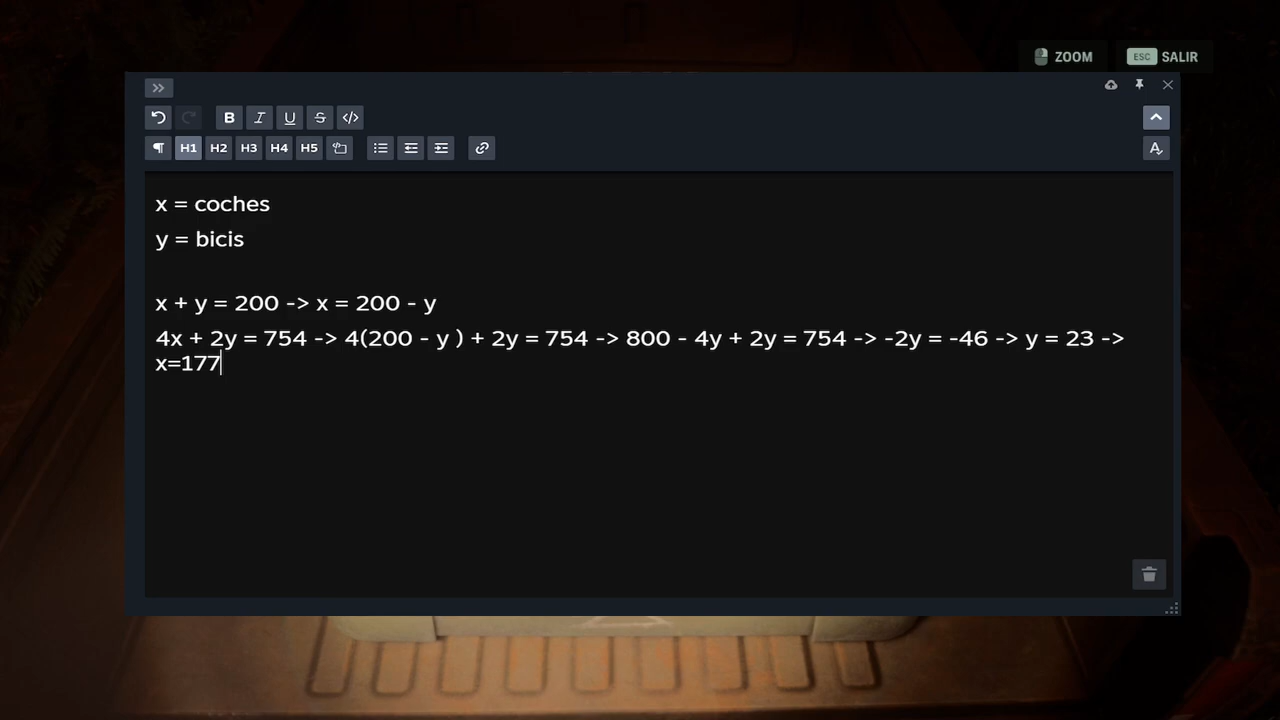 ZOOM
ESC SALIR
B I U S </>
H1 H2 H3 H4 H5
x = coches
y = bicis
x + y = 200 -> x = 200 - y
4x + 2y = 754 -> 4(200 - y ) + 2y = 754 -> 800 - 4y + 2y = 754 -> -2y = -46 -> y = 23 ->
x=177